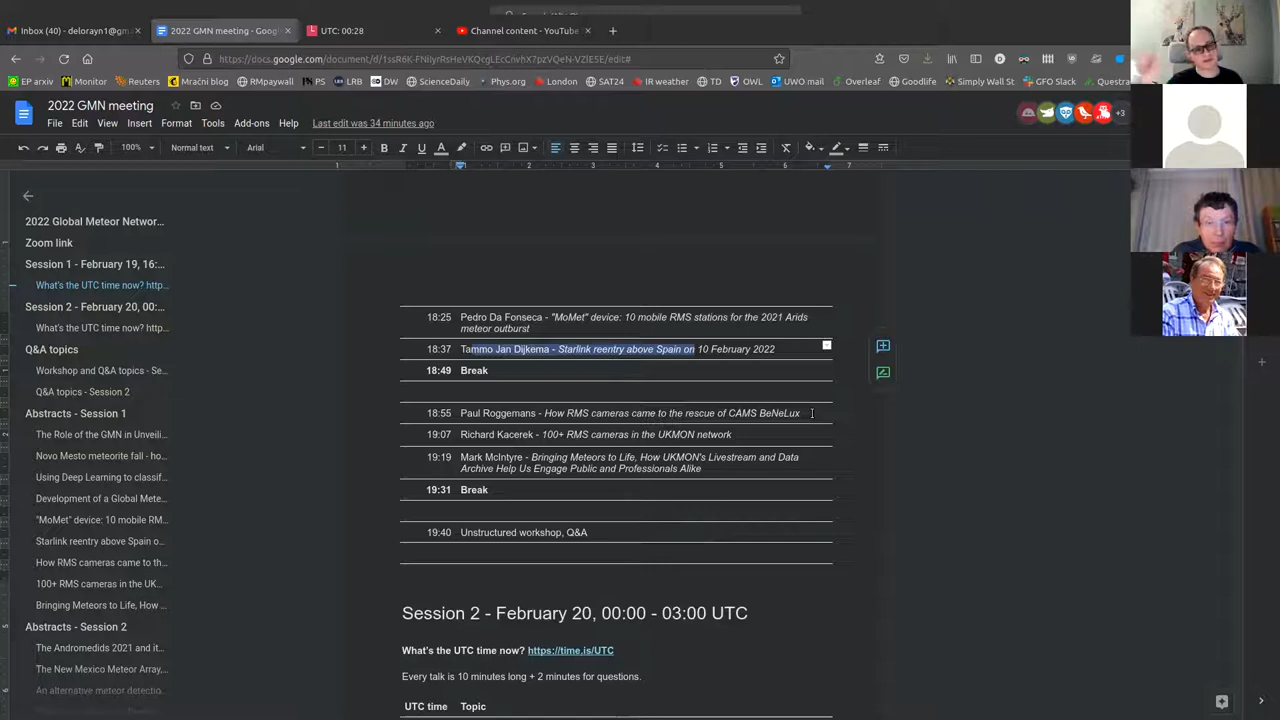 Inbox (40) - delorayn1@gm
2022 GMN meeting - Goog
UTC: 00:28
Channel content - YouTube
https://docs.google.com/document/d/1ssR6K-FNilyrRsHeVKQcgLEcCivhX7pzVQeN-VZlESE/edit#
EP arxiv
Monitor
Reuters
Mračni blog
RMpaywall
PS
LRB
DW
ScienceDaily
Physics
London
SAT24
IR weather
TD
OWL
UWO mail
Overleaf
Goodlife
Simply Wall St
GFO Slack
Questra
2022 GMN meeting
File Edit View Insert Format Tools Add-ons Help Last edit was 34 minutes ago
+3
100% Normal text Arial 11
1 1 2 3 4 5 6 7
2022 Global Meteor Networ...
Zoom link
Session 1 - February 19, 16:...
What's the UTC time now? http...
Session 2 - February 20, 00:...
What's the UTC time now? http...
Q&A topics
Workshop and Q&A topics - Se...
Q&A topics - Session 2
Abstracts - Session 1
The Role of the GMN in Unveili...
Novo Mesto meteorite fall - ho...
Using Deep Learning to classif...
Development of a Global Mete...
"MoMet" device: 10 mobile RM...
Starlink reentry above Spain o...
How RMS cameras came to th...
100+ RMS cameras in the UK...
Bringing Meteors to Life, How ...
Abstracts - Session 2
The Andromedids 2021 and it...
The New Mexico Meteor Array,...
An alternative meteor detectio...
18:25 Pedro Da Fonseca - "MoMet" device: 10 mobile RMS stations for the 2021 Arids
meteor outburst
18:37 Tammo Jan Dijkema - Starlink reentry above Spain on 10 February 2022
18:49 Break
18:55 Paul Roggemans - How RMS cameras came to the rescue of CAMS BeNeLux
19:07 Richard Kacerek - 100+ RMS cameras in the UKMON network
19:19 Mark McIntyre - Bringing Meteors to Life, How UKMON's Livestream and Data
Archive Help Us Engage Public and Professionals Alike
19:31 Break
19:40 Unstructured workshop, Q&A
Session 2 - February 20, 00:00 - 03:00 UTC
What's the UTC time now? https://time.is/UTC
Every talk is 10 minutes long + 2 minutes for questions.
UTC time Topic